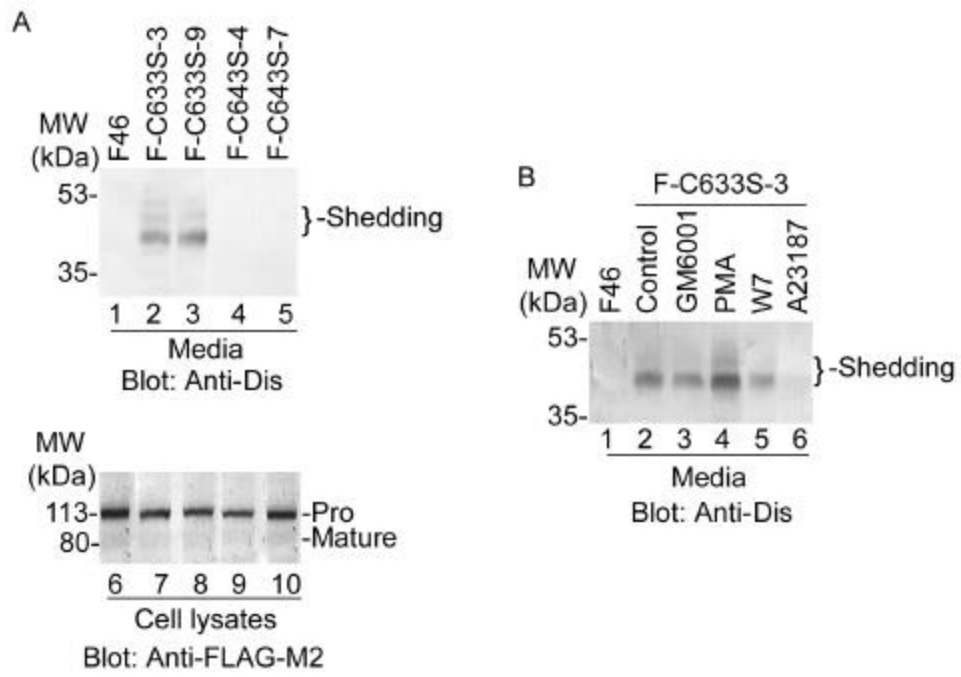 A
MW
(kDa)
F46
F-C633S-3
F-C633S-9
F-C643S-4
F-C643S-7
53-
35-
}-Shedding
1 2 3 4 5
Media
Blot: Anti-Dis
MW
(kDa)
113-
80-
-Pro
-Mature
6 7 8 9 10
Cell lysates
Blot: Anti-FLAG-M2
B
F-C633S-3
MW
(kDa)
F46
Control
GM6001
PMA
W7
A23187
53-
35-
}-Shedding
1 2 3 4 5 6
Media
Blot: Anti-Dis